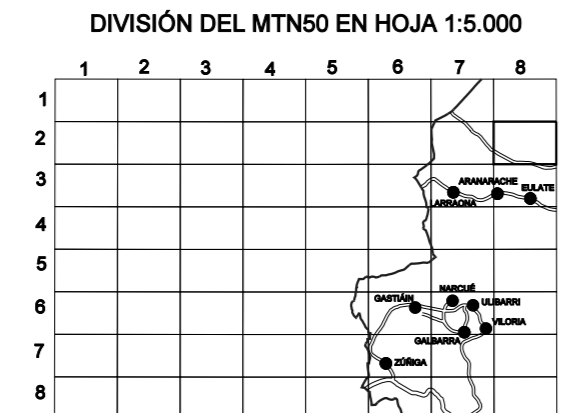 DIVISIÓN DEL MTN50 EN HOJA 1:5.000
1 2 3 4 5 6 7 8
1
2
3
ARANARACHE
EULATE
LARRAONA
4
5
NARCUÉ
GASTIÁIN
ULIBARRI
6
VILORIA
GALBARRA
7
ZÚÑIGA
8